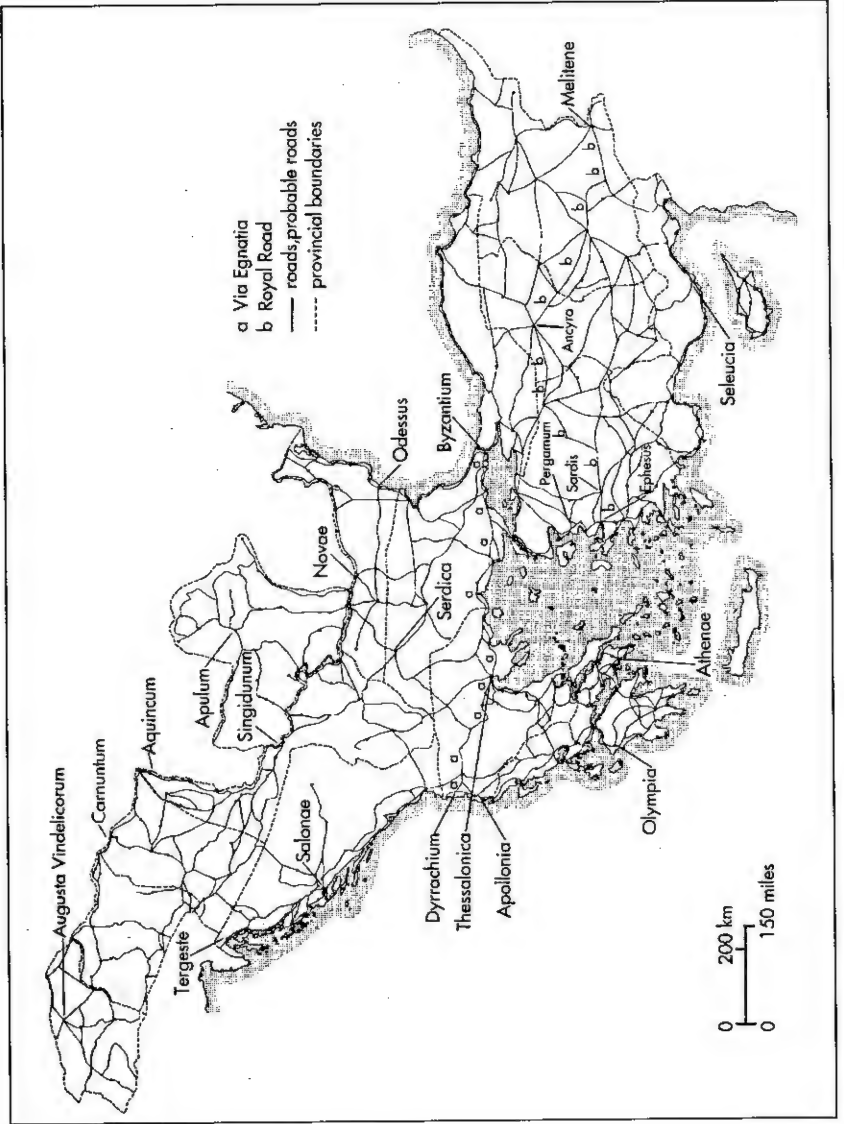 Augusta Vindelicorum
Carnuntum
Aquincum
Apulum
Singidunum
Novae
Odessus
a Via Egnatia
b Royal Road
roads,probable roads
provincial boundaries
Tergeste
Salonae
Serdica
Byzantium
Dyrrachium
Thessalonica
Apollonia
Pergamum
Sardis
Ephesus
Ancyra
Melitene
Olympia
Athenae
Seleucia
0 200 km
0 150 miles
a
a
a
a
a
a
a
a
b
b
b
b
b
b
b
b
b
b